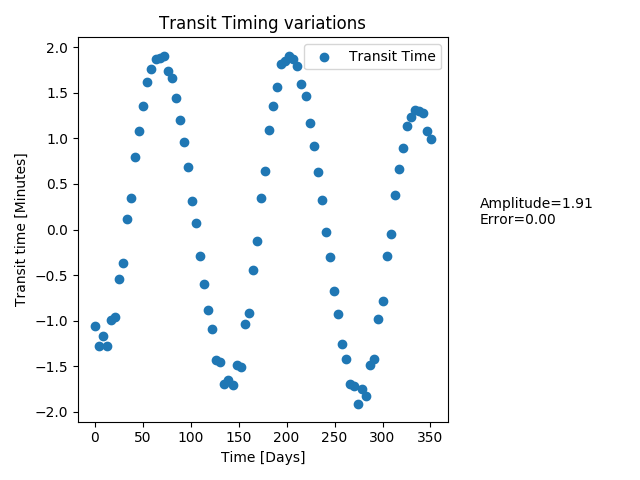 Transit Timing variations
Transit Time
2.0
1.5
1.0
0.5
0.0
−0.5
−1.0
−1.5
−2.0
Transit time [Minutes]
0
50
100
150
200
250
300
350
Time [Days]
Amplitude=1.91
Error=0.00